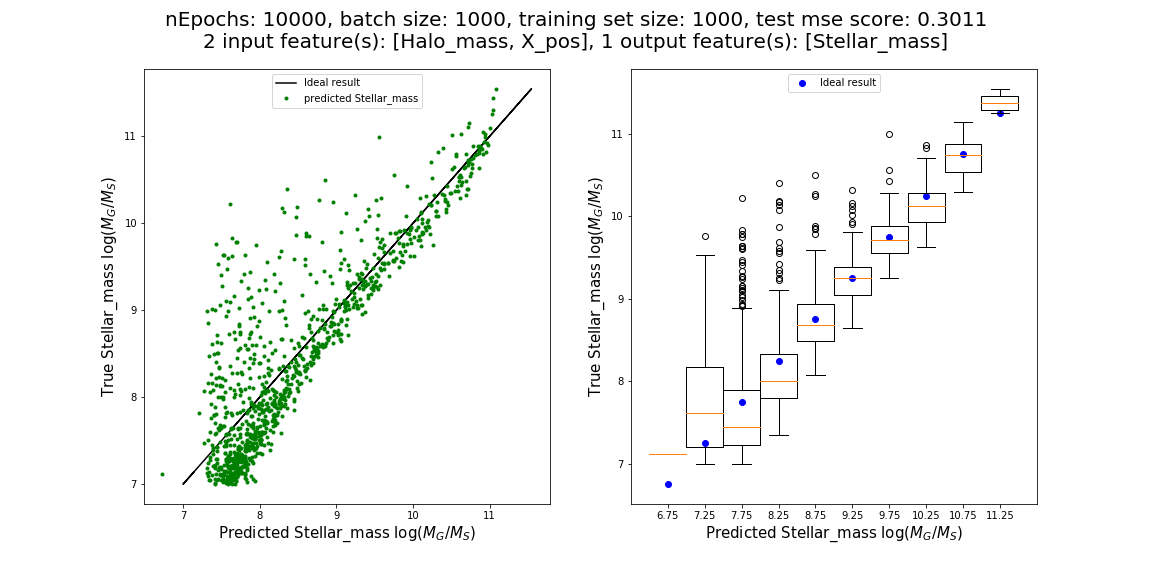 nEpochs: 10000, batch size: 1000, training set size: 1000, test mse score: 0.3011
2 input feature(s): [Halo_mass, X_pos], 1 output feature(s): [Stellar_mass]
Ideal result
predicted Stellar_mass
True Stellar_mass log(M_G/M_S)
11
10
9
8
7
7 8 9 10 11
Predicted Stellar_mass log(M_G/M_S)
Ideal result
True Stellar_mass log(M_G/M_S)
11
10
9
8
7
6.75 7.25 7.75 8.25 8.75 9.25 9.75 10.25 10.75 11.25
Predicted Stellar_mass log(M_G/M_S)